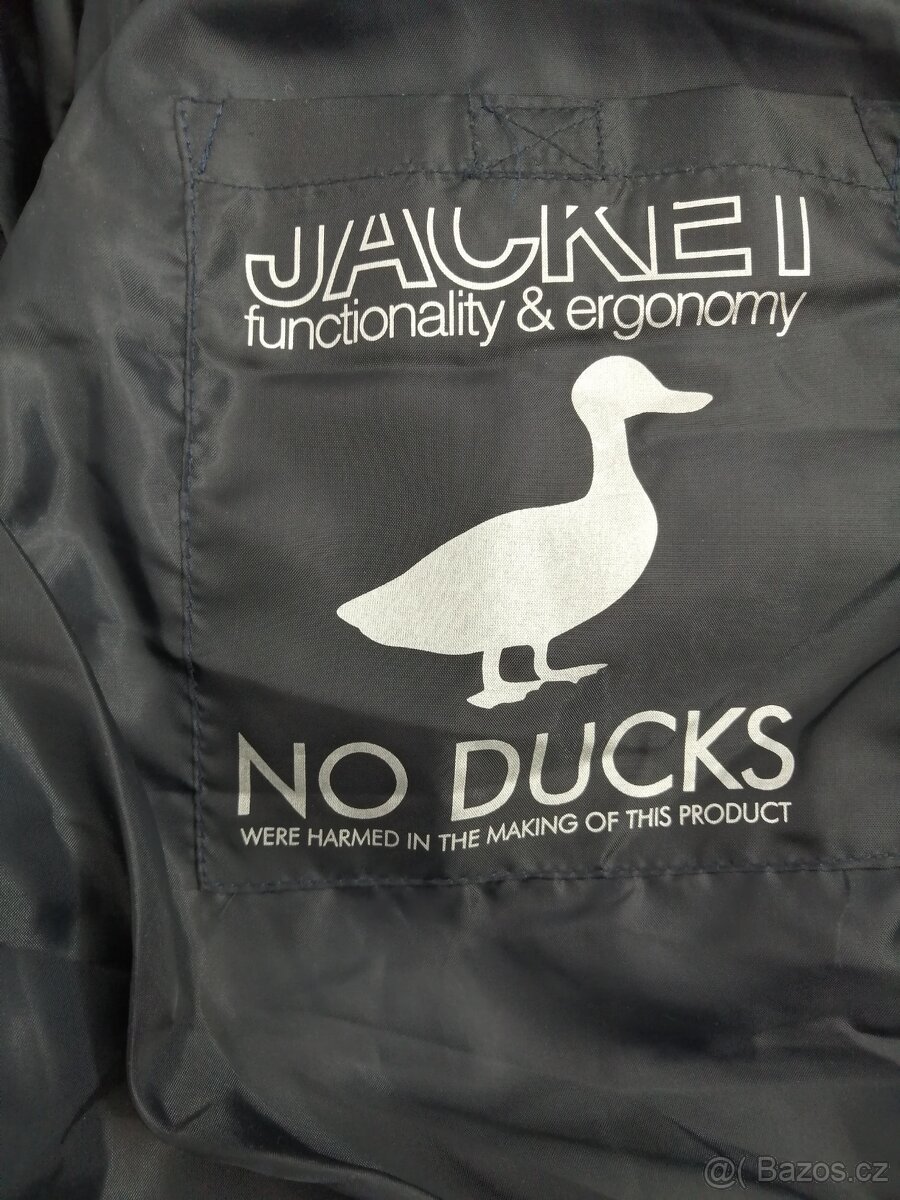 JACKET
functionality & ergonomy
NO DUCKS
WERE HARMED IN THE MAKING OF THIS PRODUCT
@( Bazos.cz